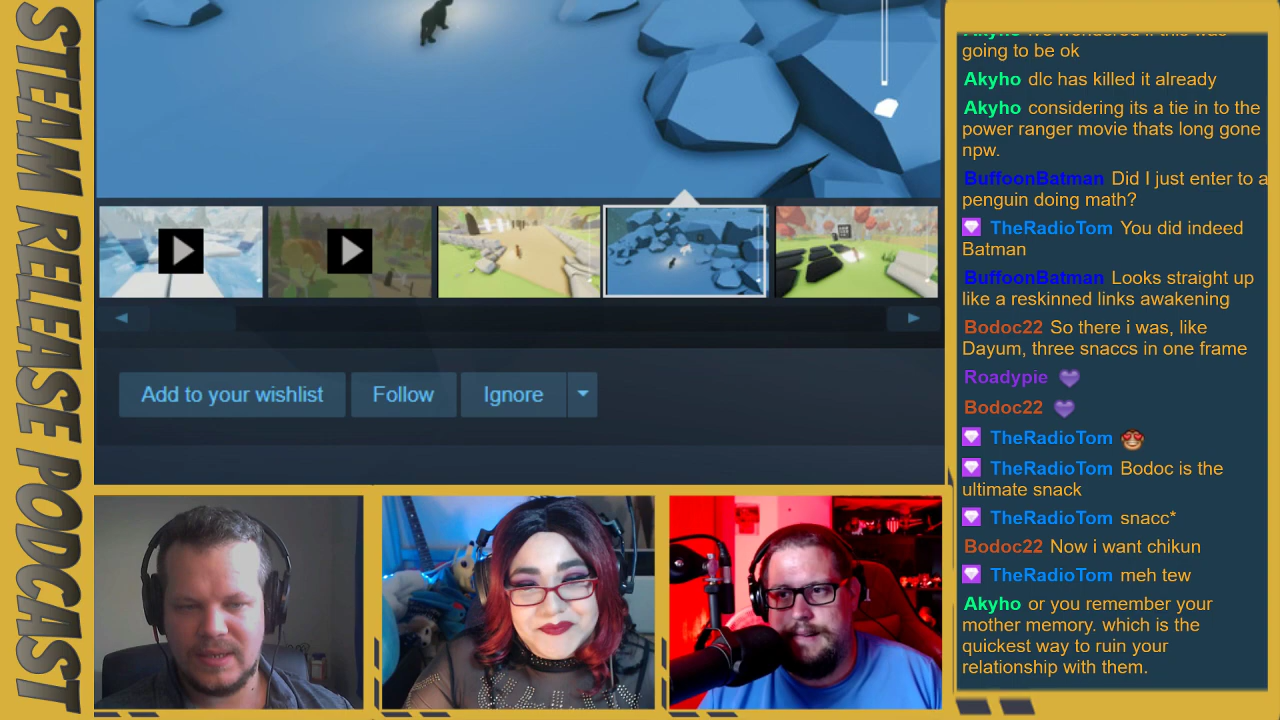 STEAM RELEASE PODCAST
Add to your wishlist
Follow
Ignore
going to be ok
Akyho dlc has killed it already
Akyho considering its a tie in to the
power ranger movie thats long gone
npw.
BuffoonBatman Did I just enter to a
penguin doing math?
TheRadioTom You did indeed
Batman
BuffoonBatman Looks straight up
like a reskinned links awakening
Bodoc22 So there i was, like
Dayum, three snaccs in one frame
Roadypie
Bodoc22
TheRadioTom
TheRadioTom Bodoc is the
ultimate snack
TheRadioTom snacc*
Bodoc22 Now i want chikun
TheRadioTom meh tew
Akyho or you remember your
mother memory. which is the
quickest way to ruin your
relationship with them.